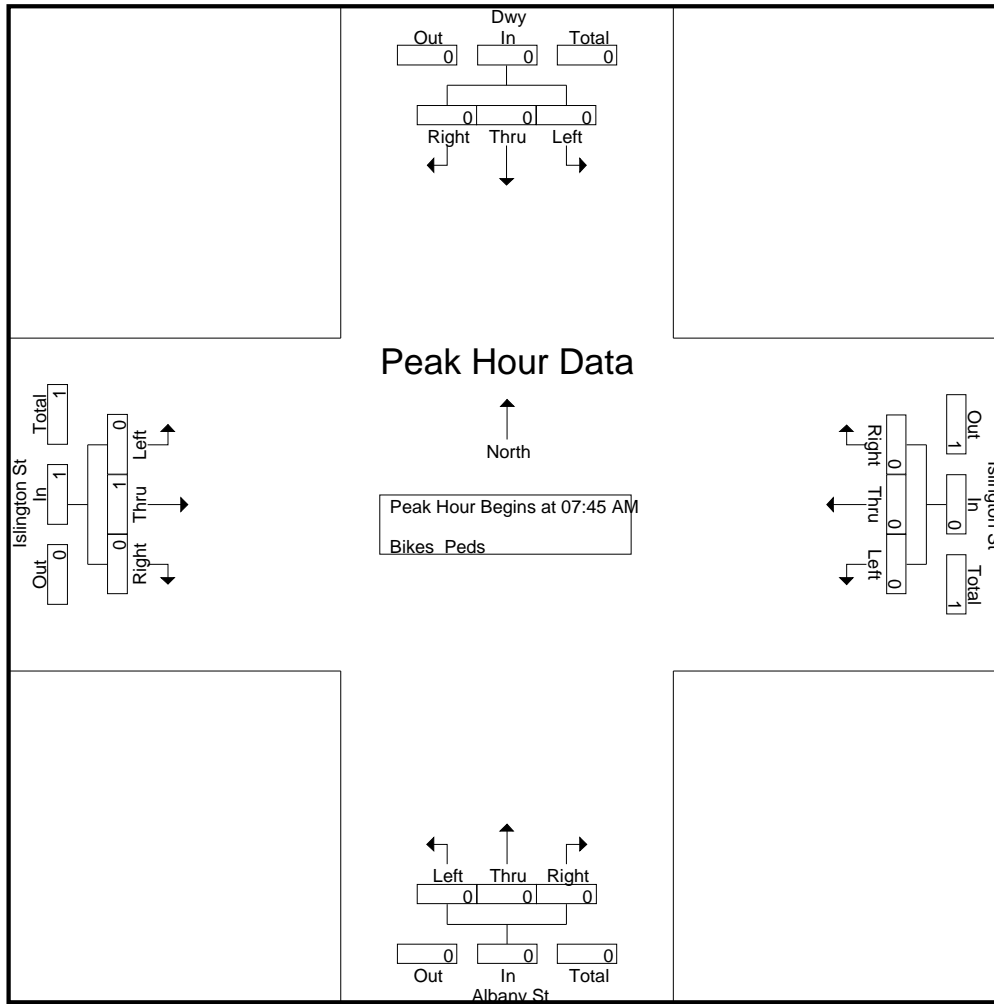 Dwy
Out In Total
0 0 0
0 0 0
Right Thru Left
Peak Hour Data
North
Peak Hour Begins at 07:45 AM
Bikes Peds
Islington St
Total In Out
1 1 0
0 1 0
Left Thru Right
Right Thru Left
0 0 0
Out In Total
1 0 1
Islington St
Left Thru Right
0 0 0
0 0 0
Out In Total
Albany St